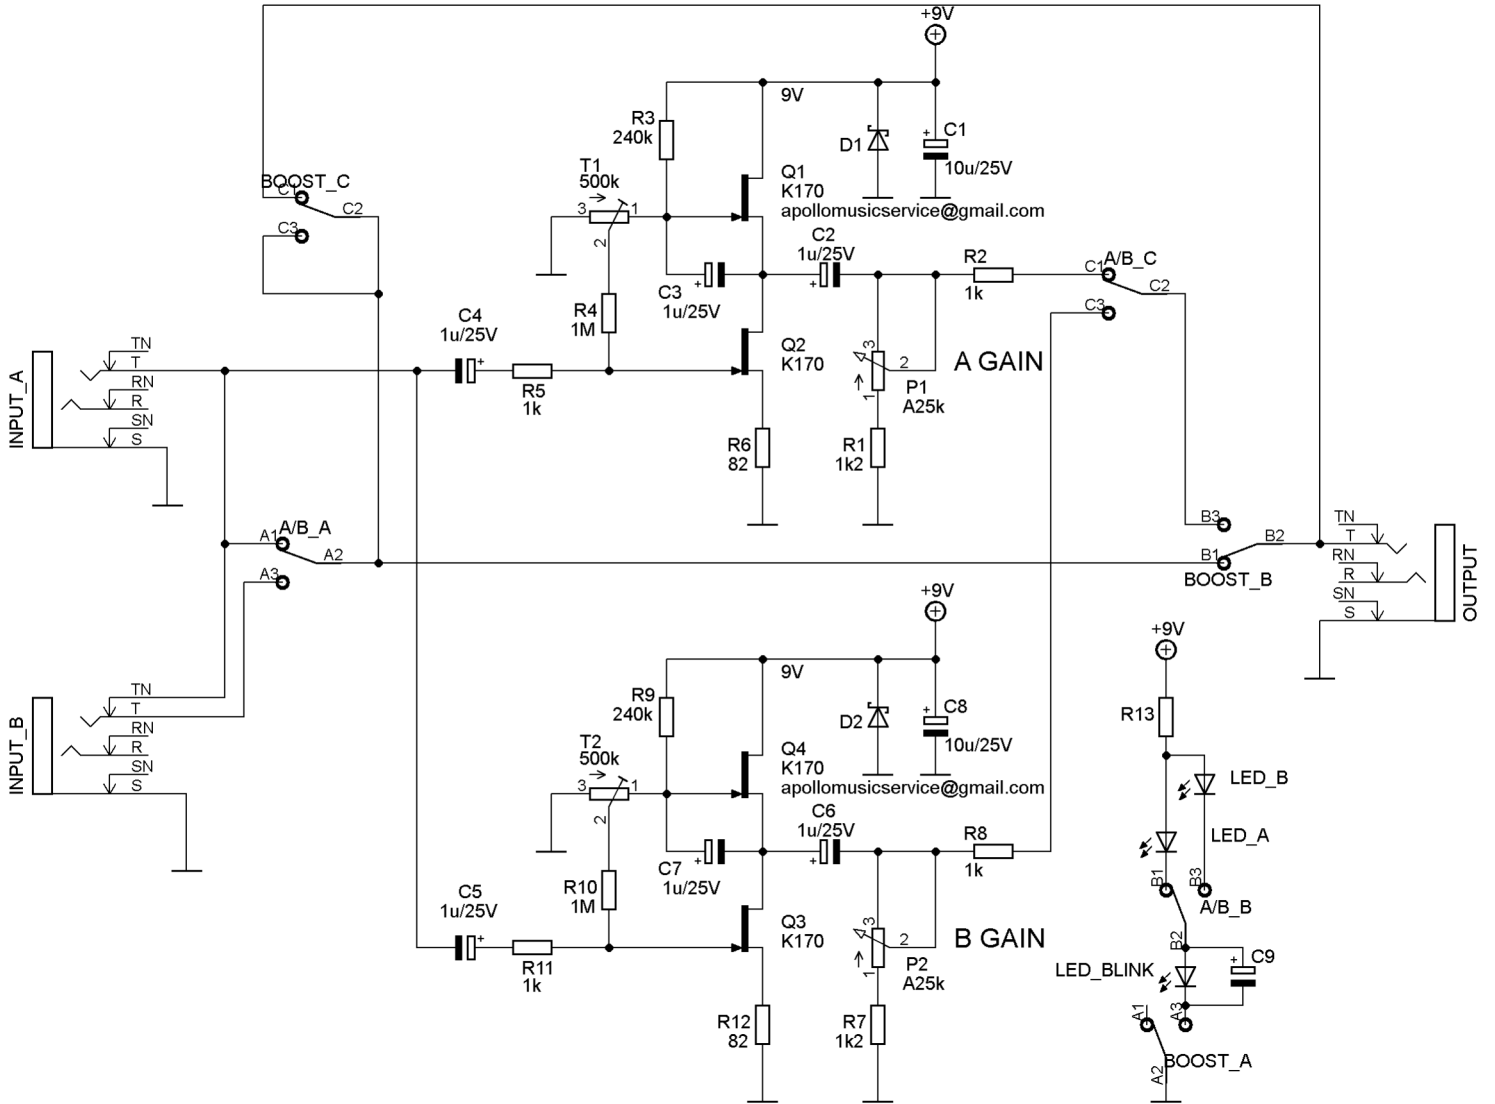 +9V
9V
R3
240k
D1
C1
10u/25V
T1
500k
3
1
2
Q1
K170
apollomusicservice@gmail.com
BOOST_C
C1
C2
C3
C2
1u/25V
C3
1u/25V
R2
1k
A/B_C
C1
C2
C3
R4
1M
C4
1u/25V
R5
1k
Q2
K170
3
2
1
P1
A25k
A GAIN
R6
82
R1
1k2
INPUT_A
TN
T
RN
R
SN
S
A/B_A
A1
A2
A3
B3
B1
B2
BOOST_B
TN
T
RN
R
SN
S
OUTPUT
INPUT_B
TN
T
RN
R
SN
S
+9V
9V
R9
240k
D2
C8
10u/25V
T2
500k
3
1
2
Q4
K170
apollomusicservice@gmail.com
C6
1u/25V
C7
1u/25V
R8
1k
R10
1M
C5
1u/25V
R11
1k
Q3
K170
3
2
1
P2
A25k
B GAIN
R12
82
R7
1k2
+9V
R13
LED_B
LED_A
B1
B3
A/B_B
B2
LED_BLINK
C9
A1
A3
BOOST_A
A2